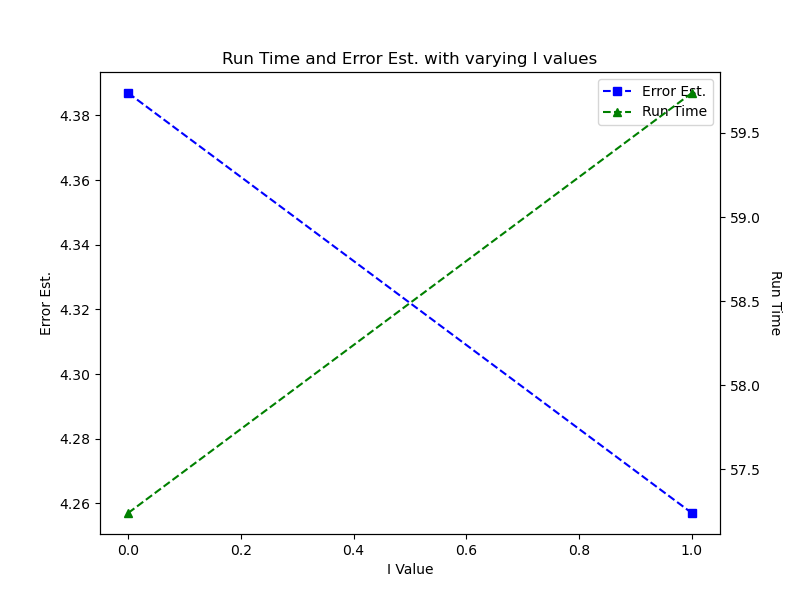 Run Time and Error Est. with varying I values
Error Est.
Run Time
4.38
4.36
4.34
4.32
4.30
4.28
4.26
Error Est.
59.5
59.0
58.5
58.0
57.5
Run Time
0.0 0.2 0.4 0.6 0.8 1.0
I Value